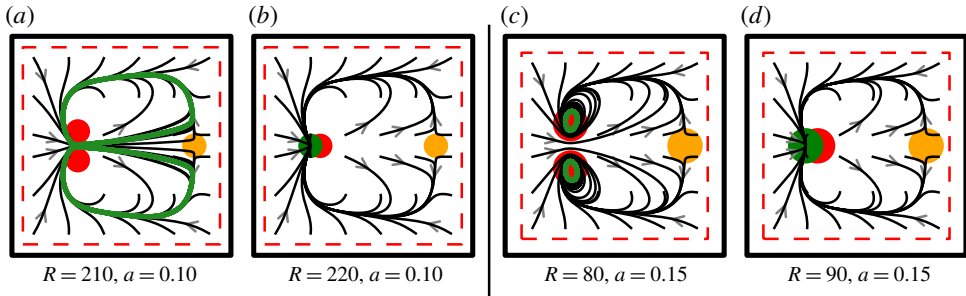 (a) (b) (c) (d)
R = 210, a = 0.10 R = 220, a = 0.10 R = 80, a = 0.15 R = 90, a = 0.15